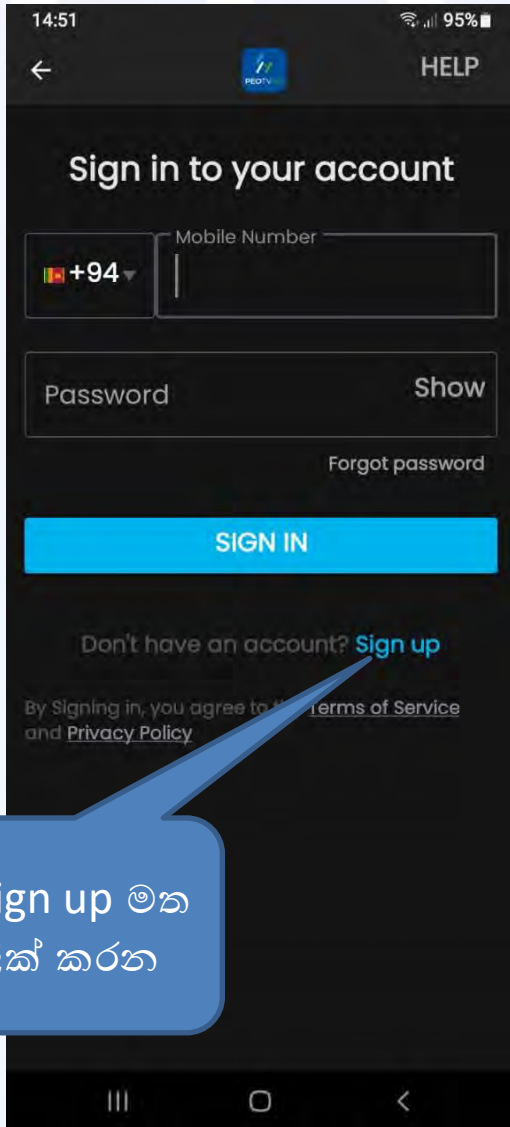 14:51 95%
PEOTV
HELP
Sign in to your account
Mobile Number
+94
Password Show
Forgot password
SIGN IN
Don't have an account? Sign up
By Signing in, you agree to Terms of Service
and Privacy Policy
ign up මත
ක් කරන